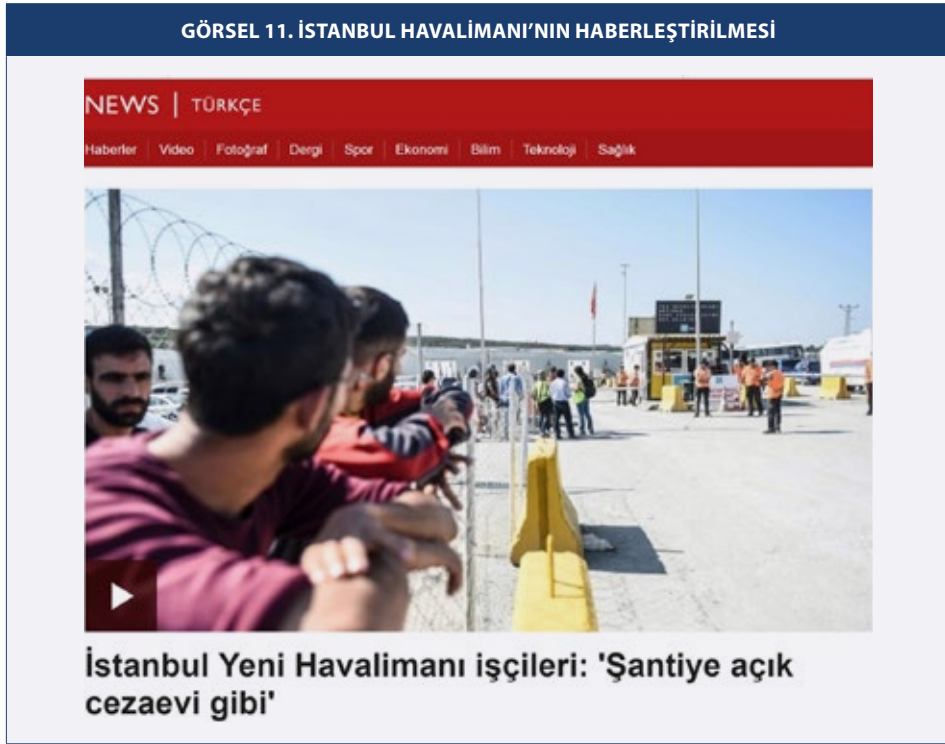 GÖRSEL 11. İSTANBUL HAVALİMANI'NIN HABERLEŞTİRİLMESİ
NEWS | TÜRKÇE
Haberler | Video | Fotoğraf | Dergi | Spor | Ekonomi | Bilim | Teknoloji | Sağlık
İstanbul Yeni Havalimanı işçileri: 'Şantiye açık
cezaevi gibi'